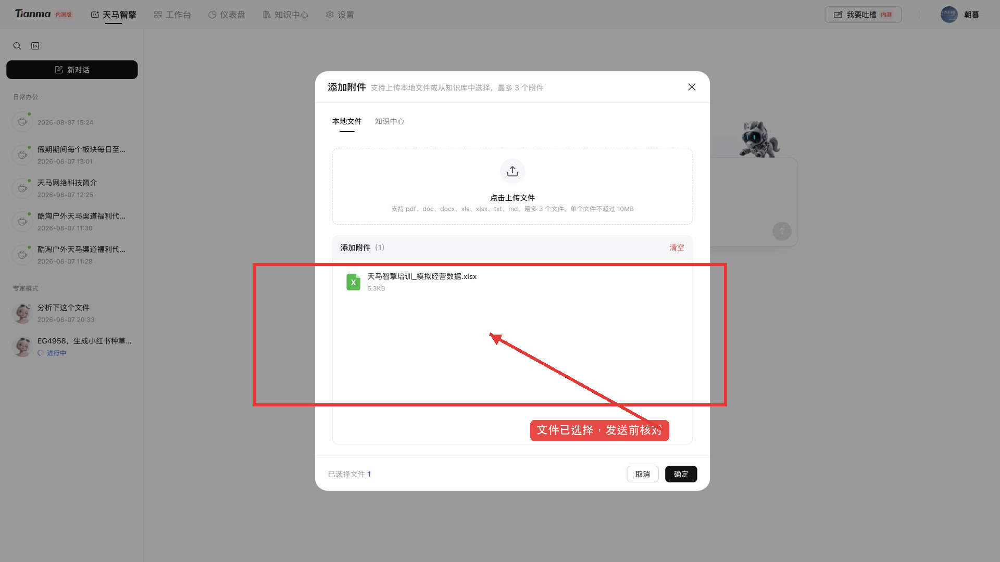 Tianma 内测版 天马智擎 工作台 仪表盘 知识中心 设置 我要吐槽 内测 朝暮
新对话
日常办公
2026-08-07 15:24
假期期间每个板块每日至...
2026-08-07 13:01
天马网络科技简介
2026-08-07 12:25
酷淘户外天马渠道福利代...
2026-08-07 11:30
酷淘户外天马渠道福利代...
2026-08-07 11:28
专家模式
分析下这个文件
2026-08-07 20:33
EG4958，生成小红书种草...
进行中
添加附件 支持上传本地文件或从知识库中选择，最多 3 个附件
本地文件 知识中心
点击上传文件
支持 pdf、doc、docx、xls、xlsx、txt、md，最多 3 个文件，单个文件不超过 10MB
添加附件 (1) 清空
X
天马智擎培训_模拟经营数据.xlsx
5.3KB
文件已选择，发送前核对
已选择文件 1 取消 确定